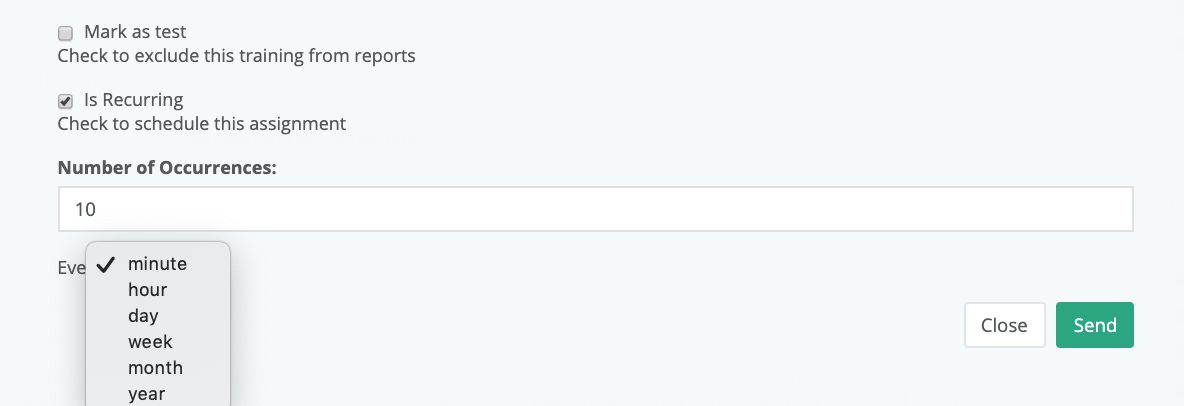 Mark as test
Check to exclude this training from reports
Is Recurring
Check to schedule this assignment
Number of Occurrences:
10
Eve
minute
hour
day
week
month
year
Close
Send